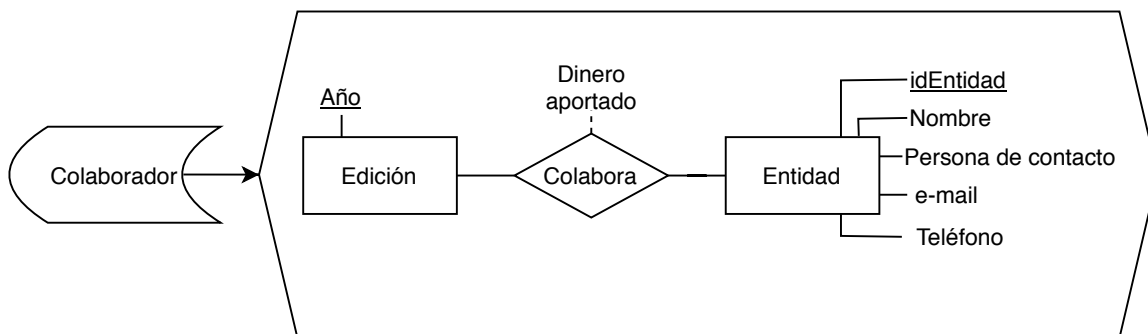 Dinero
aportado
Año
idEntidad
Nombre
Persona de contacto
Colaborador
Edición
Colabora
Entidad
e-mail
Teléfono